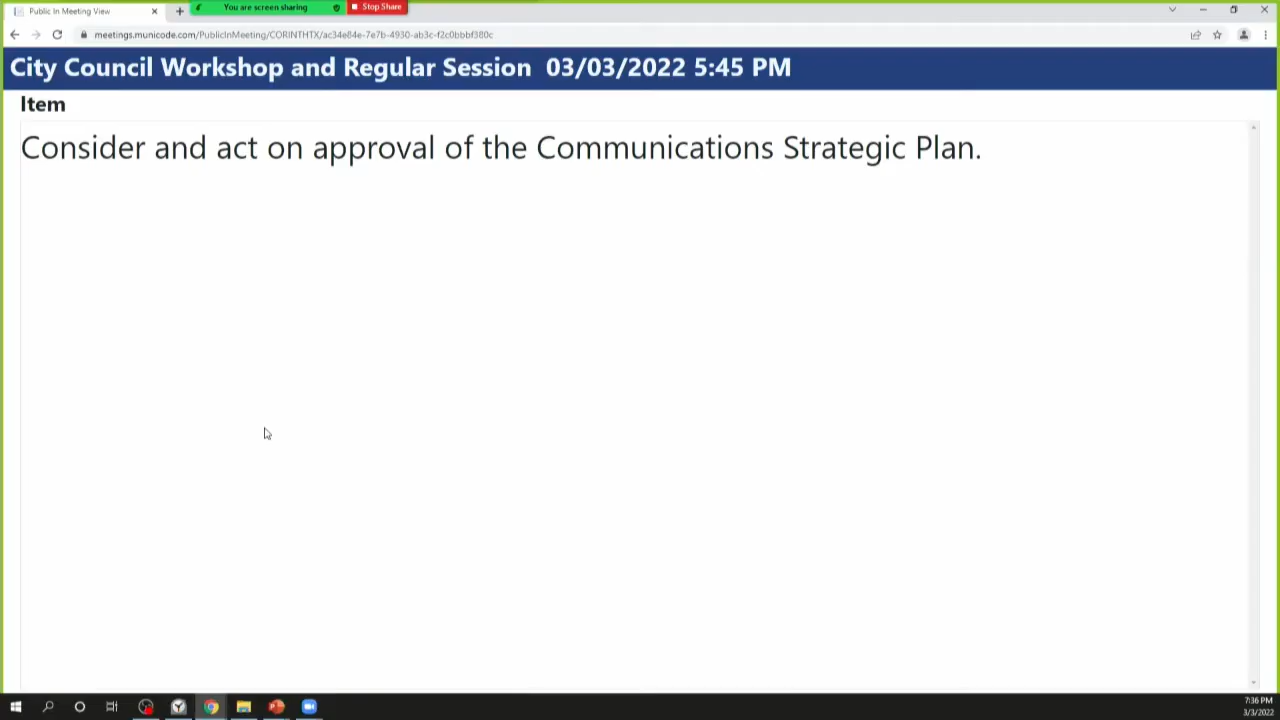 Public In Meeting View
You are screen sharing
Stop Share
meetings.municode.com/PublicInMeeting/CORINTHTX/ac34e84e-7e7b-4930-ab3c-f2c0bbbf380c
City Council Workshop and Regular Session 03/03/2022 5:45 PM
Item
Consider and act on approval of the Communications Strategic Plan.
7:36 PM
3/3/2022